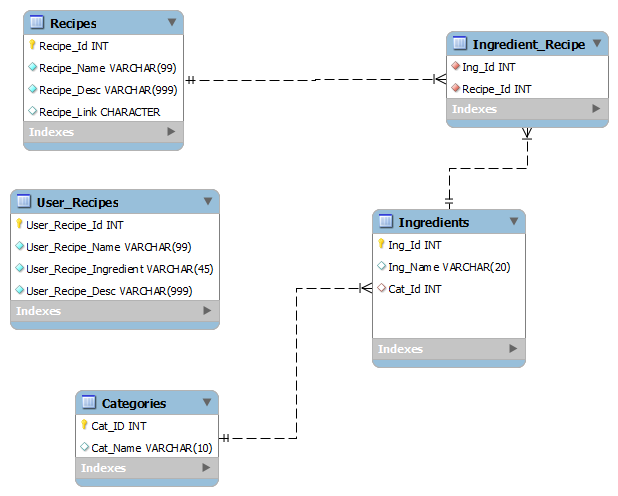 Recipes
Recipe_Id INT
Recipe_Name VARCHAR(99)
Recipe_Desc VARCHAR(999)
Recipe_Link CHARACTER
Indexes
Ingredient_Recipe
Ing_Id INT
Recipe_Id INT
Indexes
User_Recipes
User_Recipe_Id INT
User_Recipe_Name VARCHAR(99)
User_Recipe_Ingredient VARCHAR(45)
User_Recipe_Desc VARCHAR(999)
Indexes
Ingredients
Ing_Id INT
Ing_Name VARCHAR(20)
Cat_Id INT
Indexes
Categories
Cat_ID INT
Cat_Name VARCHAR(10)
Indexes